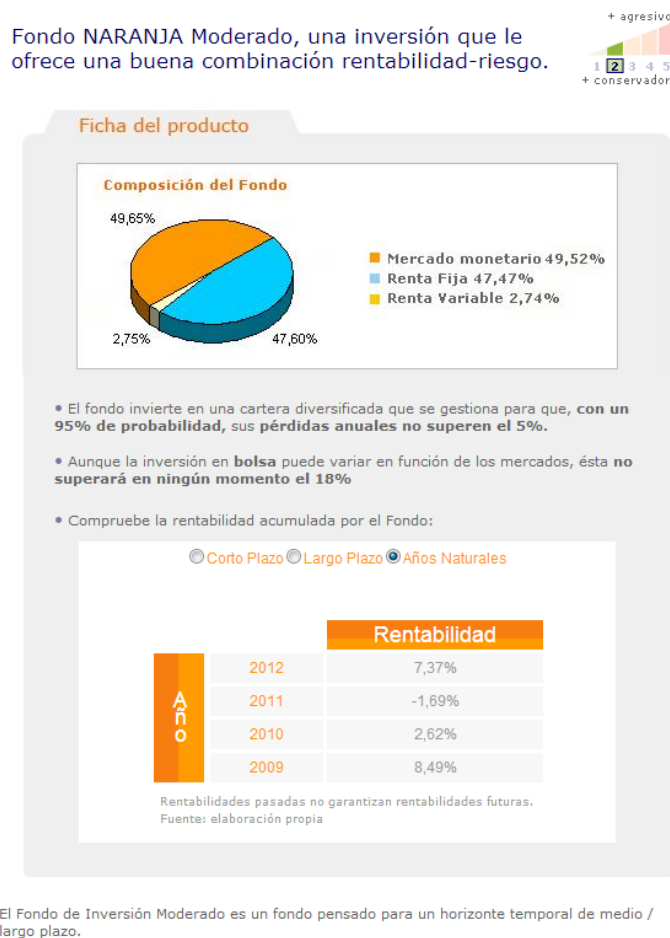 + agresivo
Fondo NARANJA Moderado, una inversión que le
ofrece una buena combinación rentabilidad-riesgo.
1 2 3 4 5
+ conservador
Ficha del producto
Composición del Fondo
49,65%
Mercado monetario 49,52%
Renta Fija 47,47%
Renta Variable 2,74%
2,75%
47,60%
• El fondo invierte en una cartera diversificada que se gestiona para que, con un
95% de probabilidad, sus pérdidas anuales no superen el 5%.
• Aunque la inversión en bolsa puede variar en función de los mercados, ésta no
superará en ningún momento el 18%
• Compruebe la rentabilidad acumulada por el Fondo:
Corto Plazo Largo Plazo Años Naturales
Rentabilidad
Año
2012 7,37%
2011 -1,69%
2010 2,62%
2009 8,49%
Rentabilidades pasadas no garantizan rentabilidades futuras.
Fuente: elaboración propia
El Fondo de Inversión Moderado es un fondo pensado para un horizonte temporal de medio /
largo plazo.